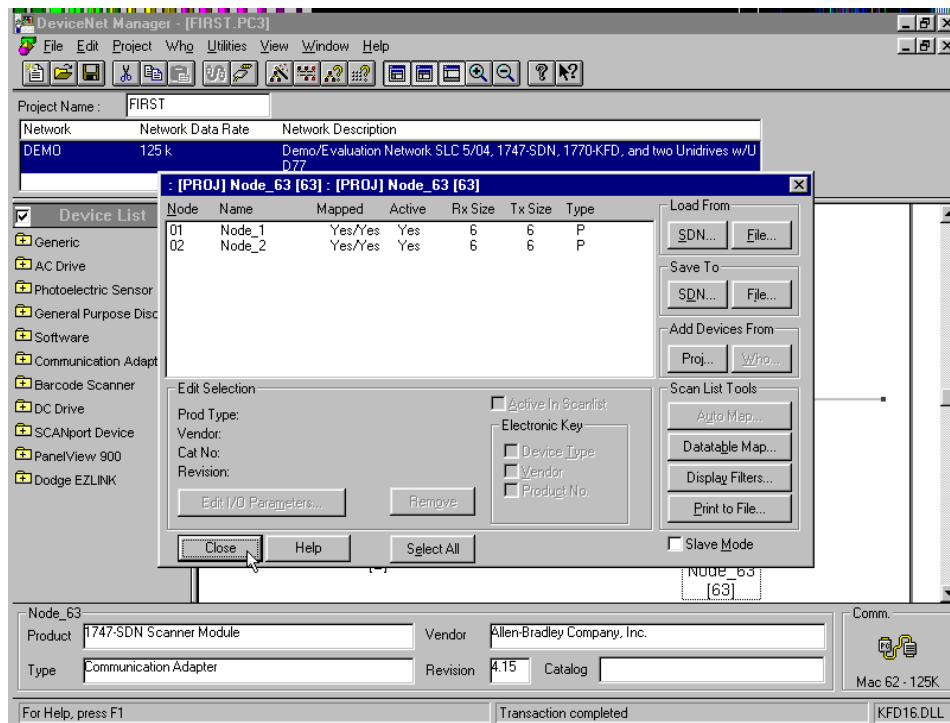 DeviceNet Manager - [FIRST.PC3]
File Edit Project Who Utilities View Window Help
Project Name : FIRST
Network Network Data Rate Network Description
DEMO 125 k Demo/Evaluation Network SLC 5/04, 1747-SDN, 1770-KFD, and two Unidrives w/U
D77
: [PROJ] Node_63 [63] : [PROJ] Node_63 [63]
Node Name Mapped Active Rx Size Tx Size Type
01 Node_1 Yes/Yes Yes 6 6 P
02 Node_2 Yes/Yes Yes 6 6 P
Load From
SDN... File...
Save To
SDN... File...
Add Devices From
Proj... Who...
Scan List Tools
Auto Map...
Datatable Map...
Display Filters...
Print to File...
Slave Mode
Edit Selection
Prod Type:
Vendor:
Cat No:
Revision:
Active In Scanlist
Electronic Key
Device Type
Vendor
Product No.
Edit I/O Parameters... Remove
Close Help Select All
Device List
Generic
AC Drive
Photoelectric Sensor
General Purpose Disc
Software
Communication Adapt
Barcode Scanner
DC Drive
SCANport Device
PanelView 900
Dodge EZLINK
Node_63
[63]
Node_63
Product 1747-SDN Scanner Module Vendor Allen-Bradley Company, Inc.
Type Communication Adapter Revision 4.15 Catalog
Comm.
PC
Mac 62 - 125K
For Help, press F1 Transaction completed KFD16.DLL